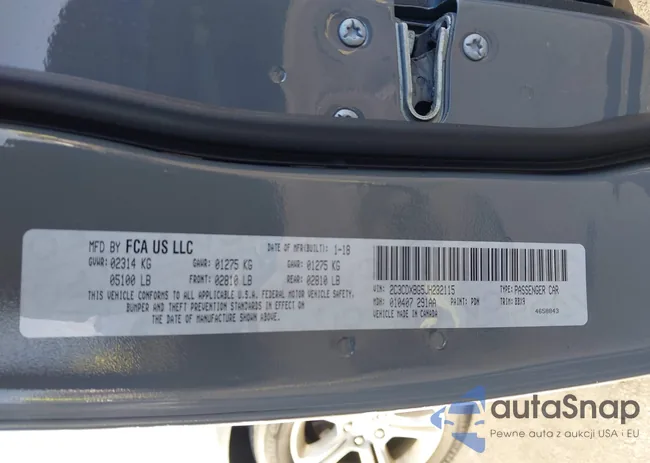 MFD BY FCA US LLC
DATE OF MFR(BUILT): 1-18
GVWR: 02314 KG GAWR: 01275 KG GAWR: 01275 KG
05100 LB FRONT: 02810 LB REAR: 02810 LB
THIS VEHICLE CONFORMS TO ALL APPLICABLE U.S.A. FEDERAL MOTOR VEHICLE SAFETY,
BUMPER AND THEFT PREVENTION STANDARDS IN EFFECT ON
THE DATE OF MANUFACTURE SHOWN ABOVE.
VIN: 2C3CDXBG5JH232115 TYPE: PASSENGER CAR
MDH: 010407 291AA PAINT: PDN TRIM: BBX9
VEHICLE MADE IN CANADA 4658643
autaSnap
Pewne auta z aukcji USA i EU